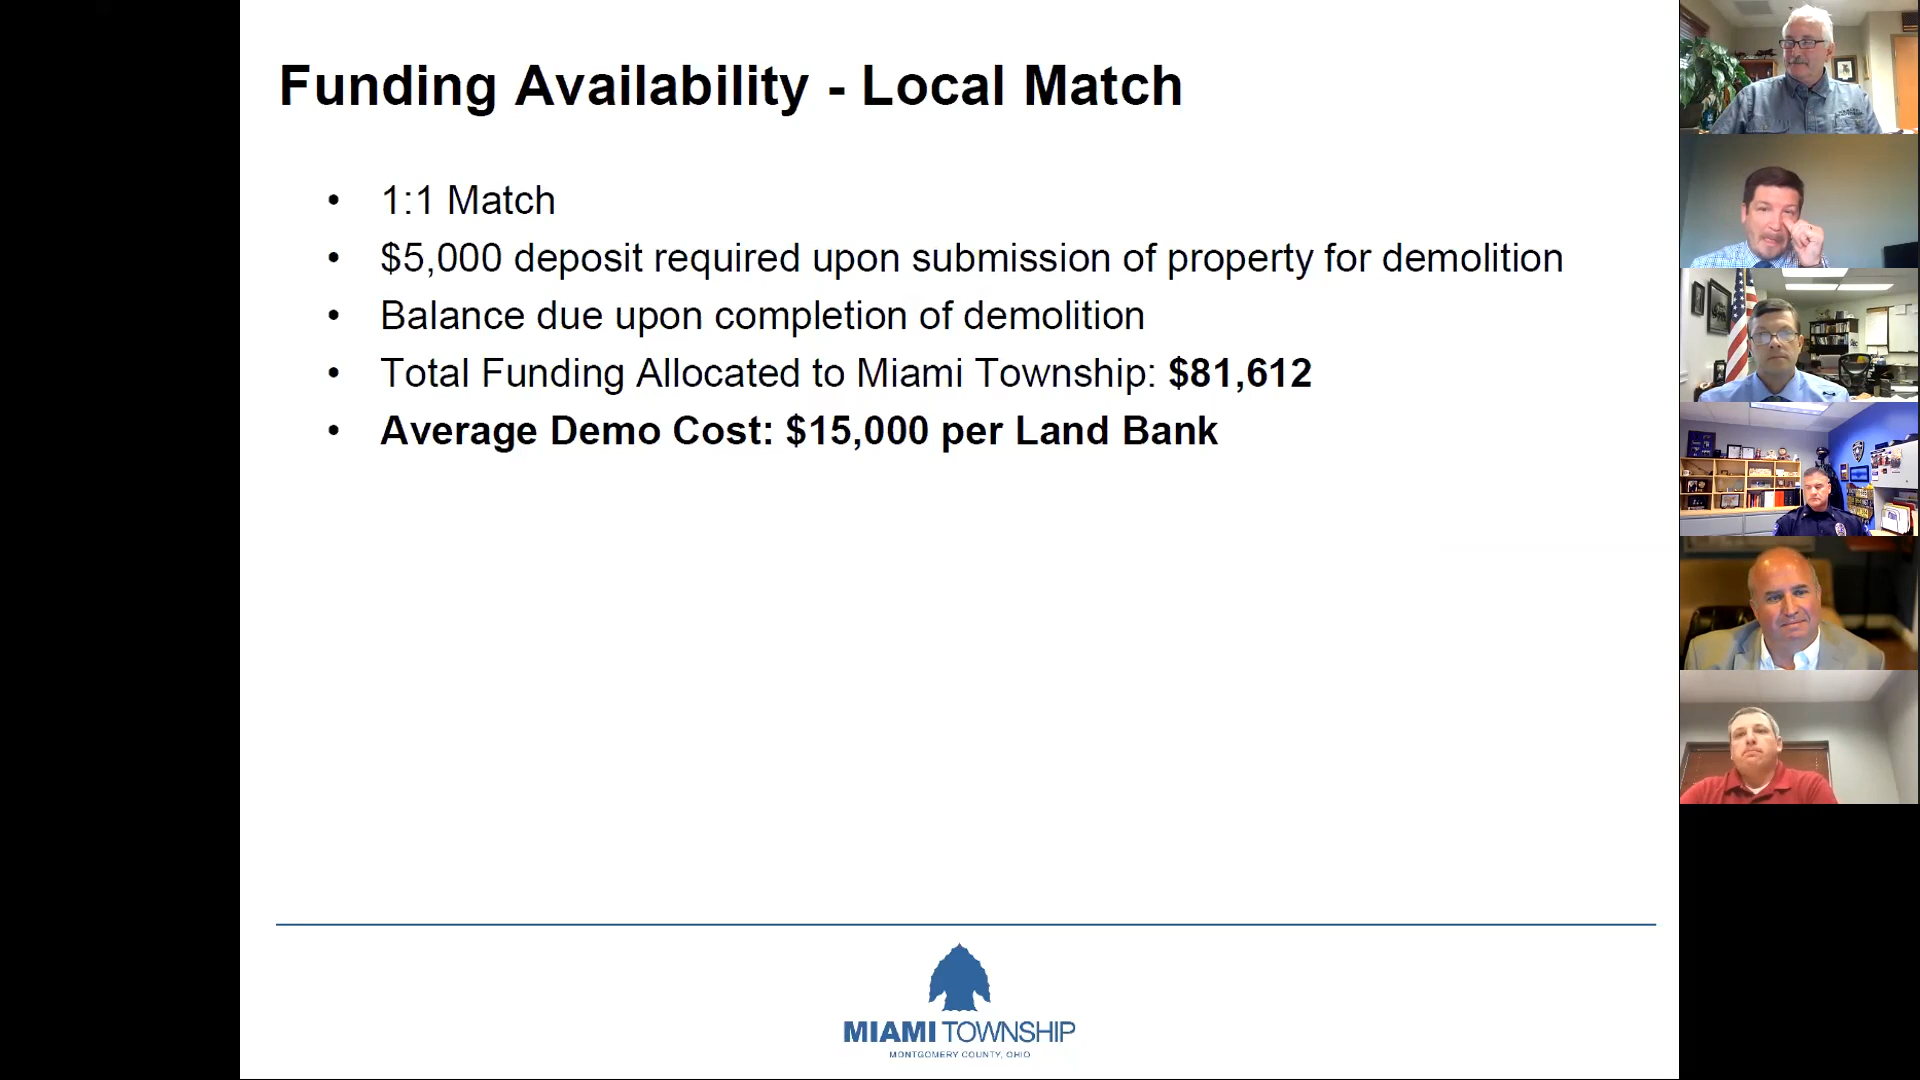 Funding Availability - Local Match
• 1:1 Match
• $5,000 deposit required upon submission of property for demolition
• Balance due upon completion of demolition
• Total Funding Allocated to Miami Township: $81,612
• Average Demo Cost: $15,000 per Land Bank
MIAMI TOWNSHIP
MONTGOMERY COUNTY, OHIO